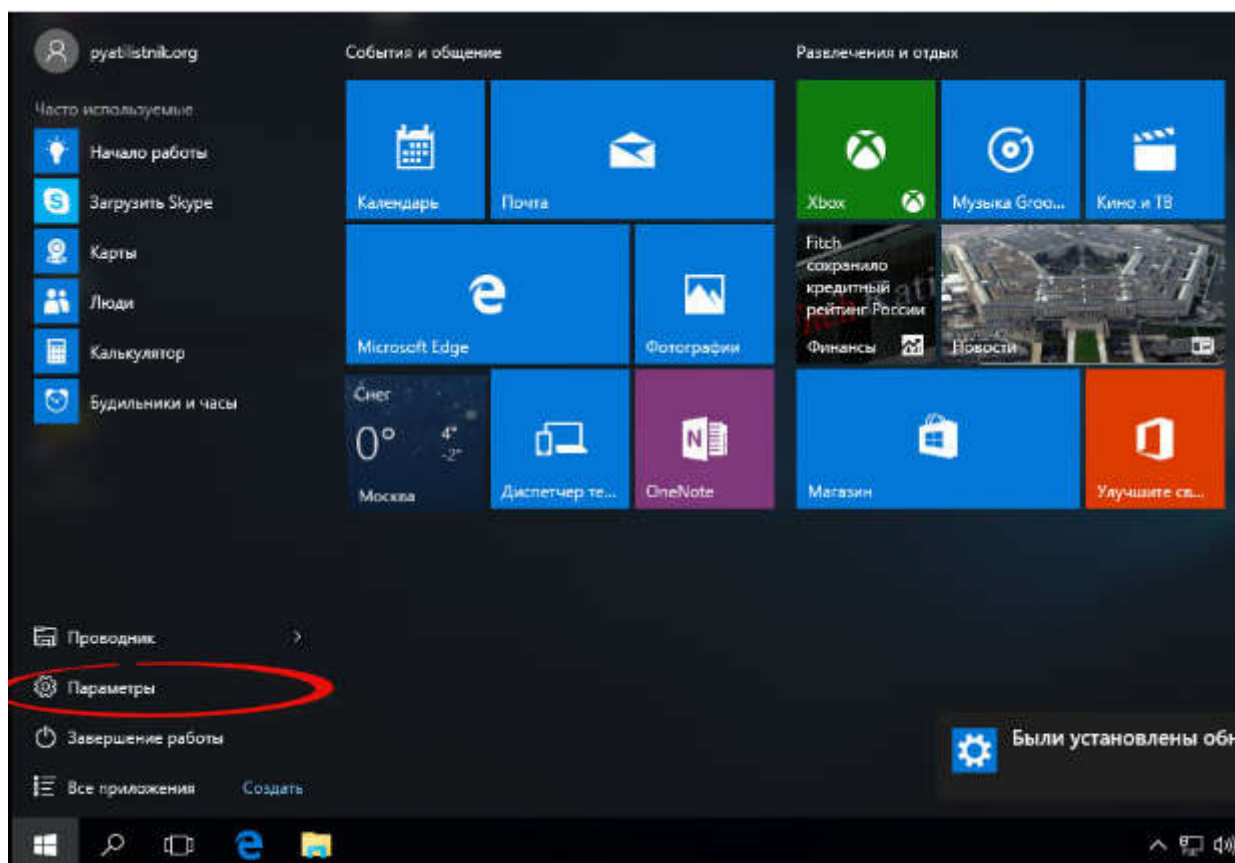 pyatilistnik.org
Часто используемые
Начало работы
Загрузить Skype
Карты
Люди
Калькулятор
Будильники и часы
Проводник
Параметры
Завершение работы
Все приложения
Создать
События и общение
Календарь
Почта
Microsoft Edge
Фотографии
Снег
0° 4°
-2°
Москва
Диспетчер те...
OneNote
Развлечения и отдых
Xbox
Музыка Groo...
Кино и ТВ
Fitch
сохранило
кредитный
рейтинг России
Финансы
Новости
Магазин
Улучшите св...
Были установлены обн